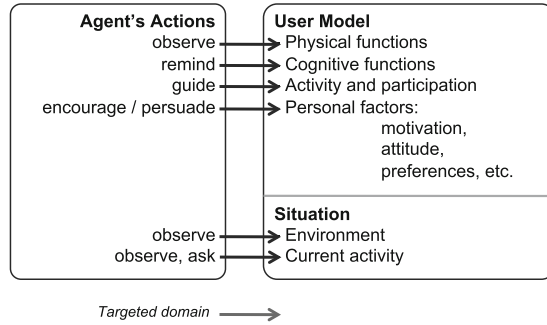 Agent's Actions
observe
remind
guide
encourage / persuade
observe
observe, ask
User Model
Physical functions
Cognitive functions
Activity and participation
Personal factors:
motivation,
attitude,
preferences, etc.
Situation
Environment
Current activity
Targeted domain